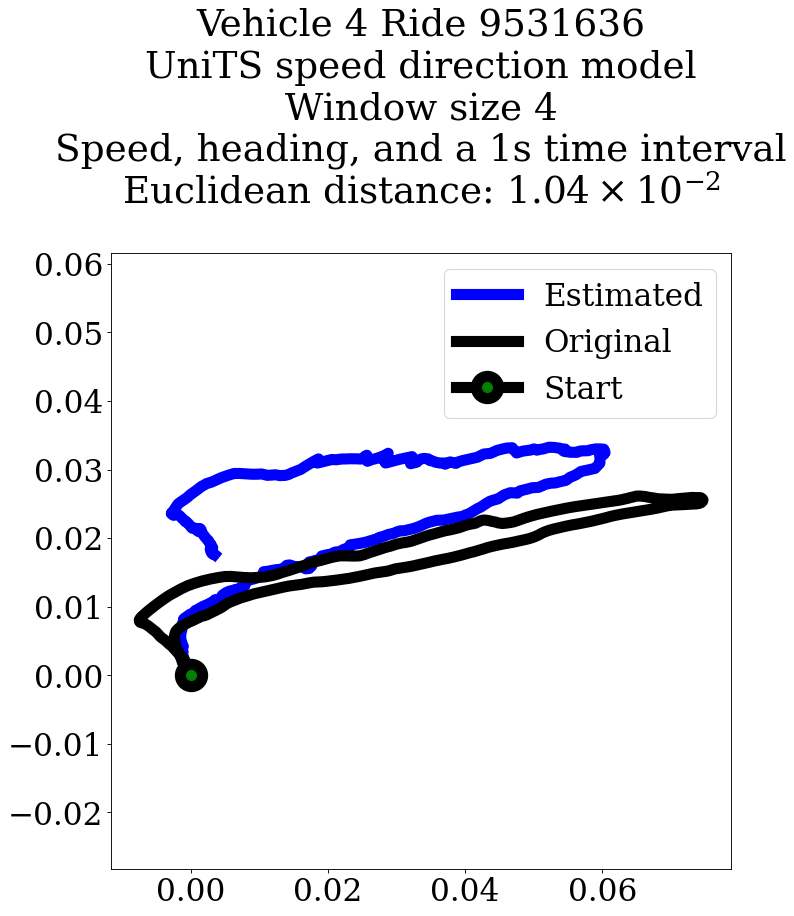 Vehicle 4 Ride 9531636
UniTS speed direction model
Window size 4
Speed, heading, and a 1s time interval
Euclidean distance: 1.04 × 10⁻²
0.06
Estimated
0.05
Original
0.04
Start
0.03
0.02
0.01
0.00
−0.01
−0.02
0.00 0.02 0.04 0.06